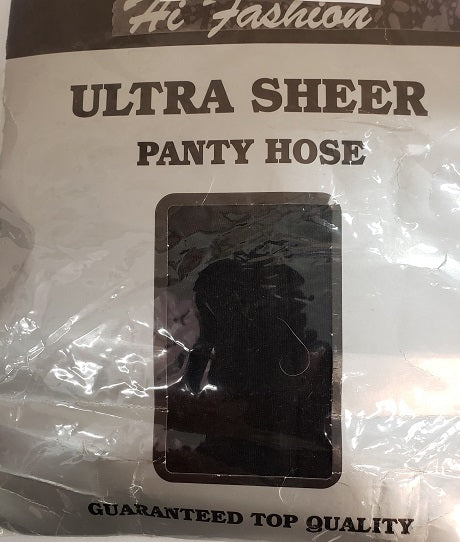 Hi Fashion
ULTRA SHEER
PANTY HOSE
GUARANTEED TOP QUALITY